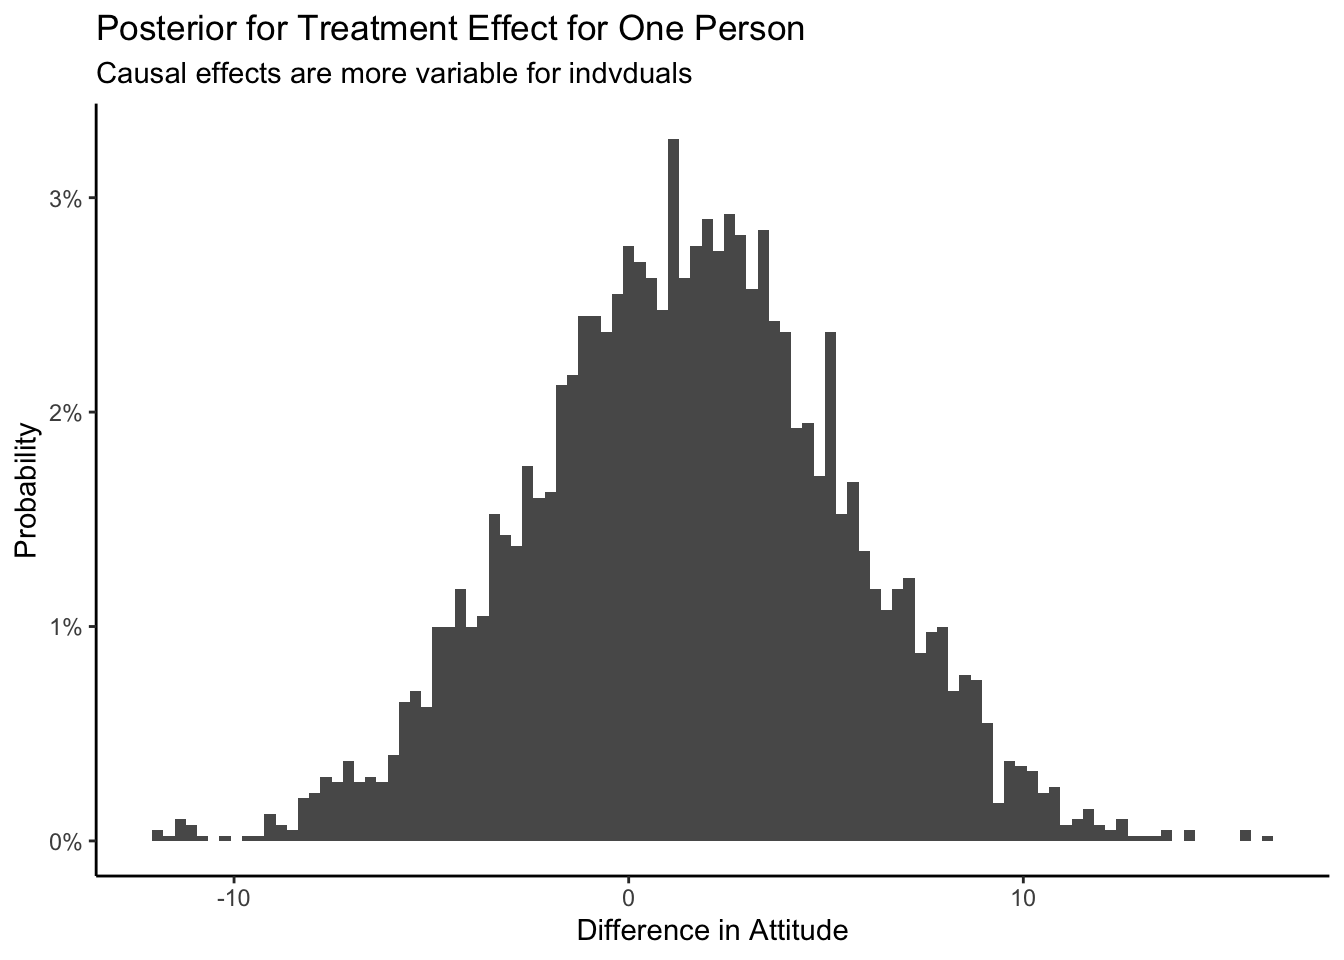 Posterior for Treatment Effect for One Person
Causal effects are more variable for indvduals
3%
2%
1%
0%
Probability
-10
0
10
Difference in Attitude